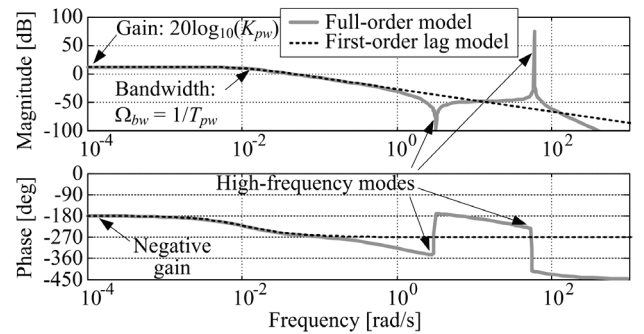 100
50
0
-50
-100
Magnitude [dB]
Gain: 20log10(Kpw)
Bandwidth:
Ωbw = 1/Tpw
Full-order model
First-order lag model
10-4
10-2
100
102
0
-90
-180
-270
-360
-450
Phase [deg]
High-frequency modes
Negative
gain
10-4
10-2
100
102
Frequency [rad/s]